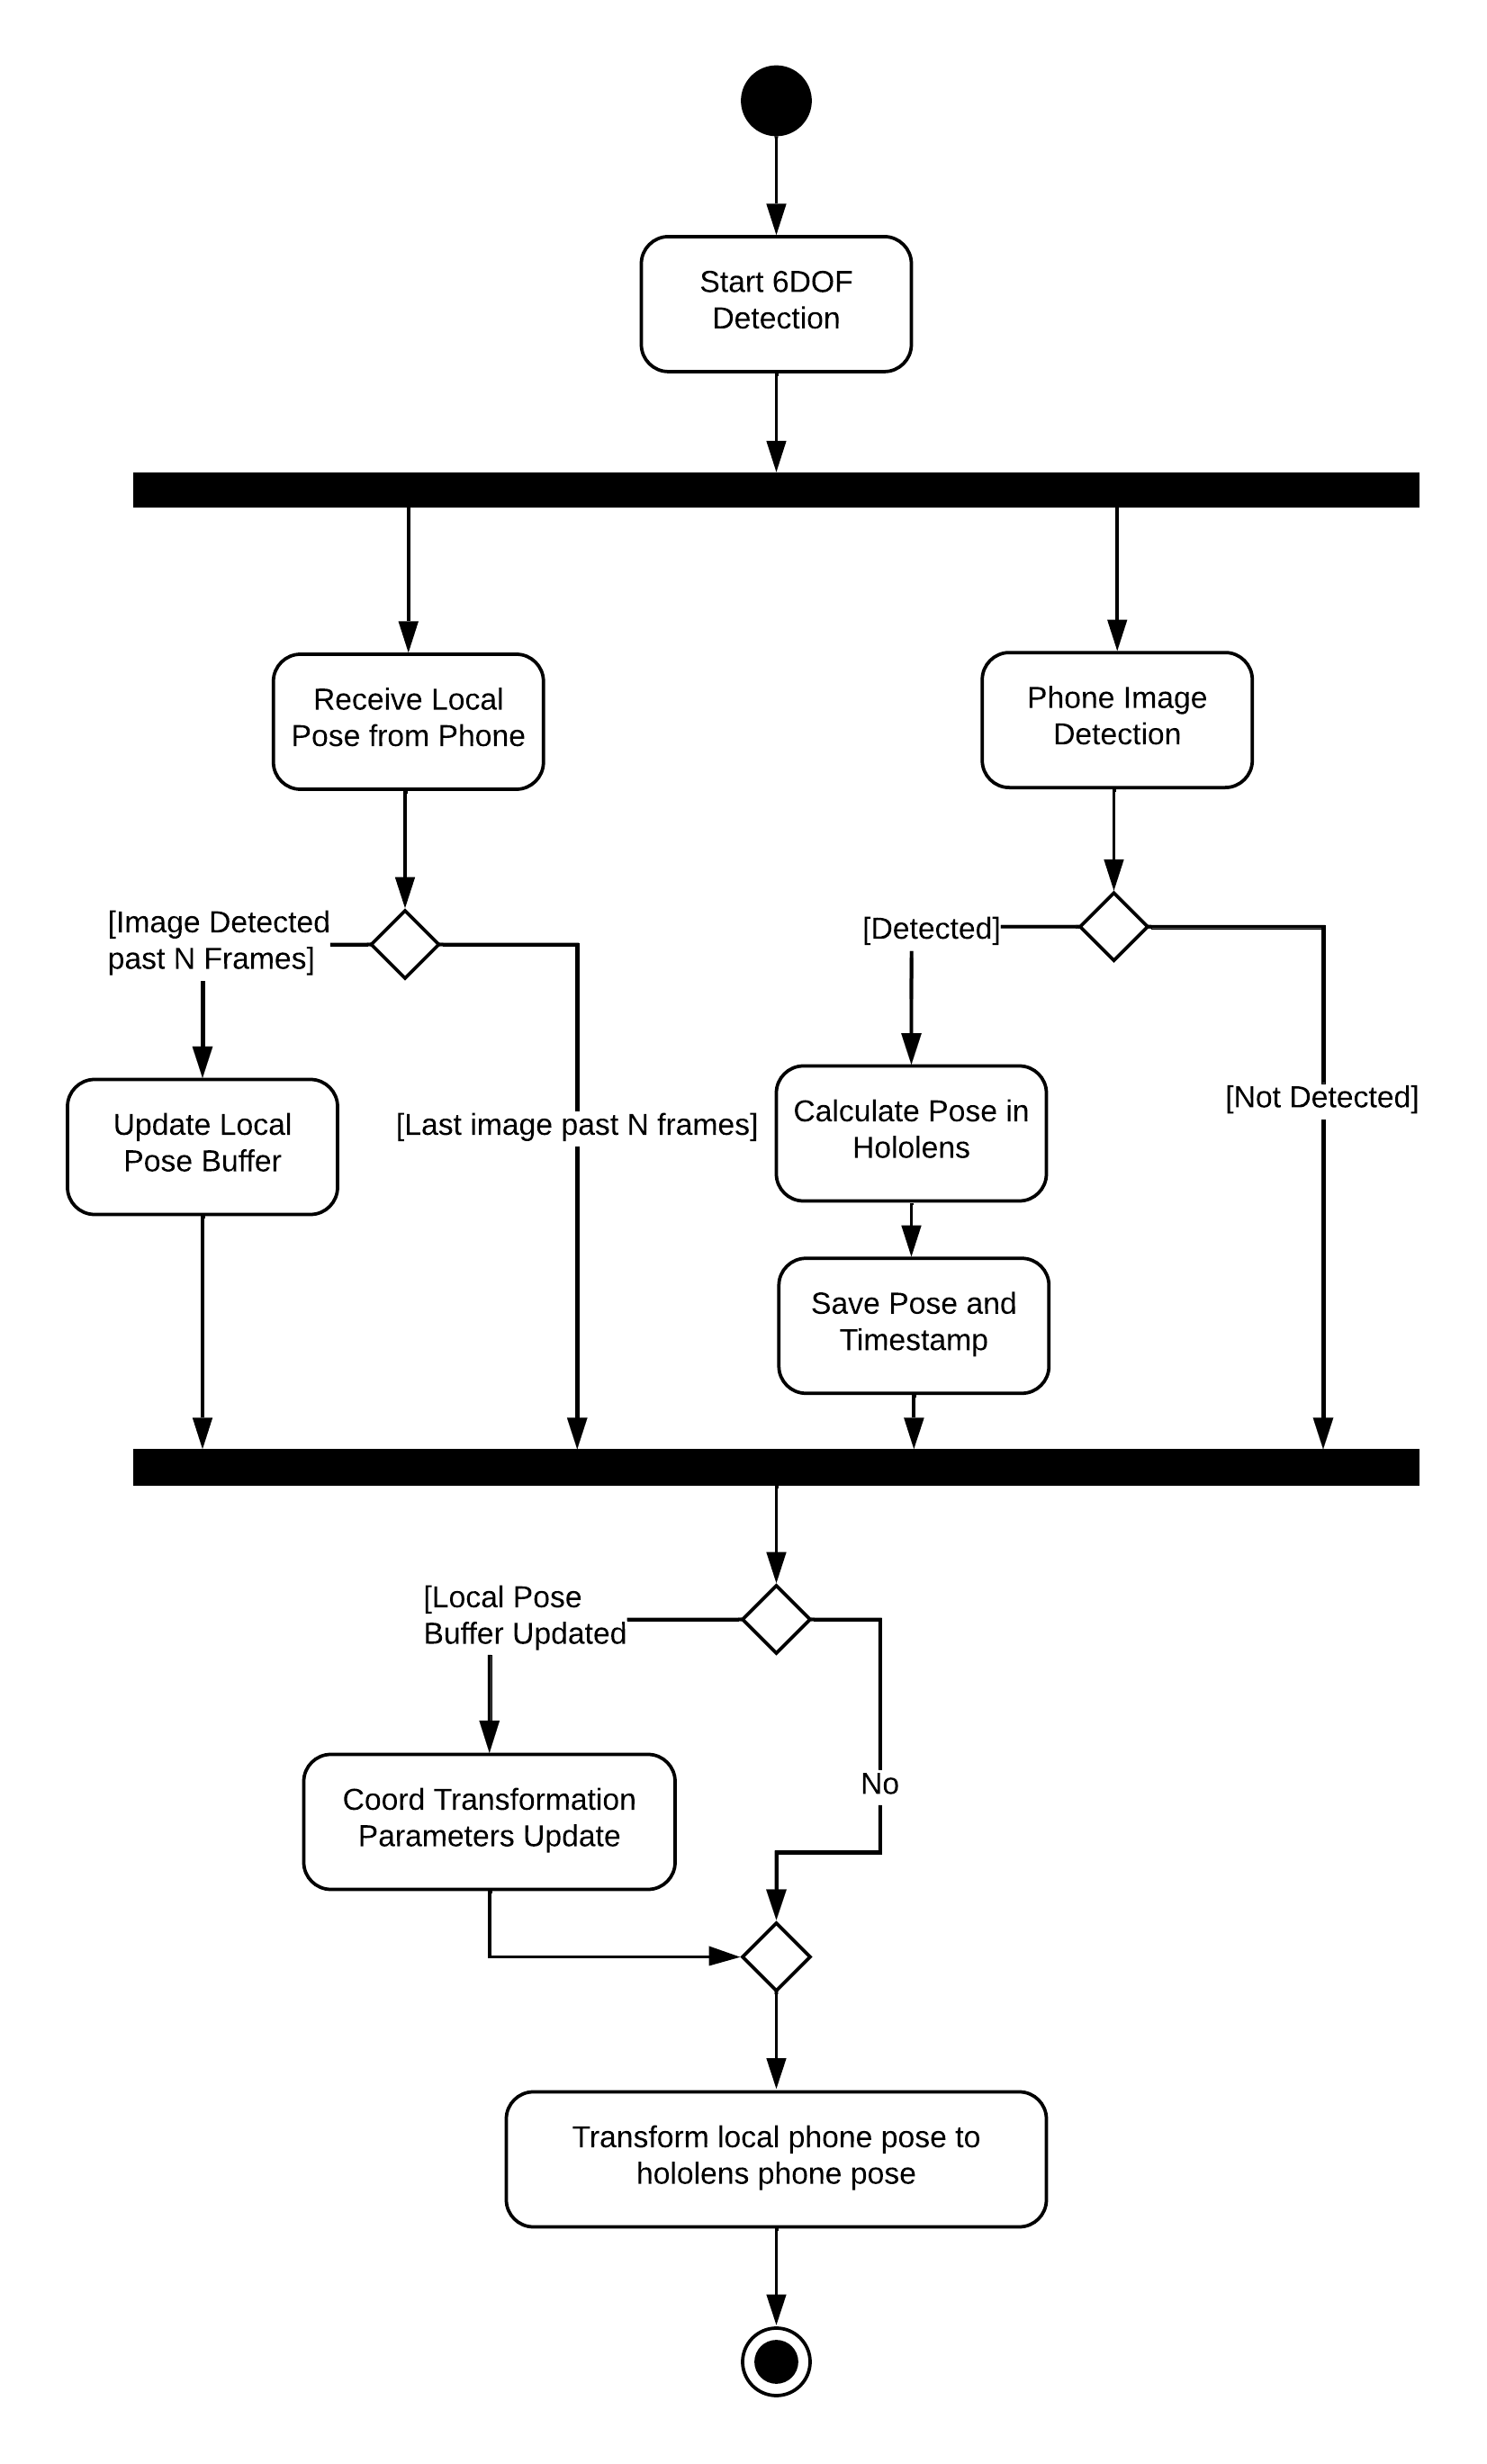 Start 6DOF
Detection
Receive Local
Pose from Phone
Phone Image
Detection
[Image Detected
past N Frames]
[Detected]
Update Local
Pose Buffer
[Last image past N frames]
Calculate Pose in
Hololens
[Not Detected]
Save Pose and
Timestamp
[Local Pose
Buffer Updated
Coord Transformation
Parameters Update
No
Transform local phone pose to
hololens phone pose